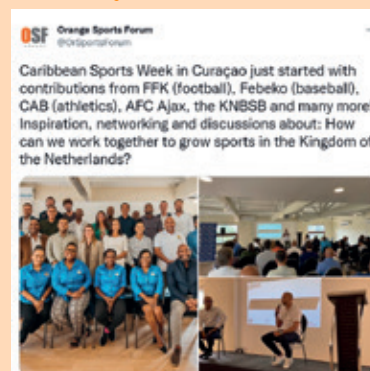 OSF Orange Sports Forum
@OrSportsForum
Caribbean Sports Week in Curaçao just started with
contributions from FFK (football), Febeko (baseball),
CAB (athletics), AFC Ajax, the KNBSB and many more!
Inspiration, networking and discussions about: How
can we work together to grow sports in the Kingdom of
the Netherlands?